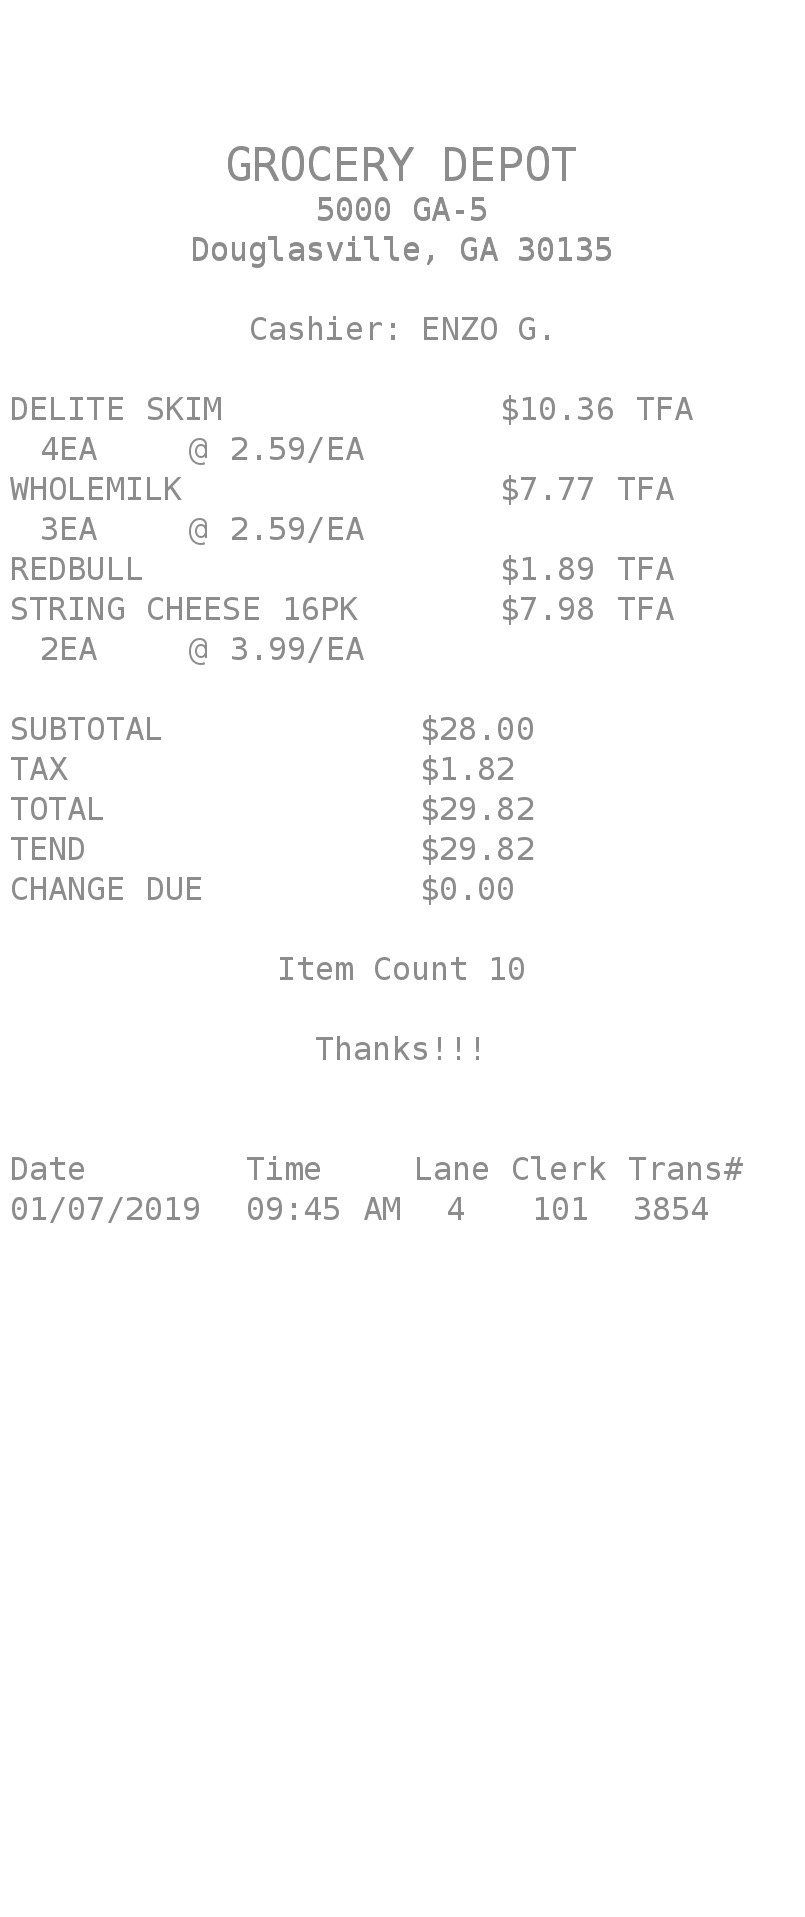 GROCERY DEPOT
5000 GA-5
Douglasville, GA 30135
Cashier: ENZO G.
DELITE SKIM $10.36 TFA
4EA @ 2.59/EA
WHOLEMILK $7.77 TFA
3EA @ 2.59/EA
REDBULL $1.89 TFA
STRING CHEESE 16PK $7.98 TFA
2EA @ 3.99/EA
SUBTOTAL $28.00
TAX $1.82
TOTAL $29.82
TEND $29.82
CHANGE DUE $0.00
Item Count 10
Thanks!!!
Date Time Lane Clerk Trans#
01/07/2019 09:45 AM 4 101 3854